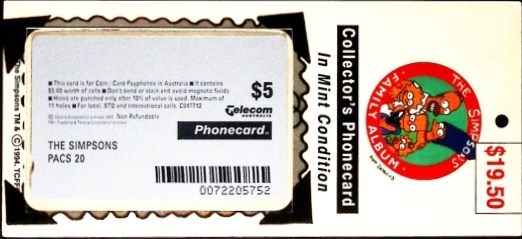 The Simpsons TM & (C)1994, TCFF
■ This card is for Coin / Card Payphones in Australia ■ It contains
$5.00 worth of calls ■ Don't bend or stain and avoid magnetic fields
■ Holes are punched only after 10% of value is used. Maximum of
11 holes ■ For local, STD and International calls. C947712
Non Refundable
$5
Telecom
AUSTRALIA
Phonecard
THE SIMPSONS
PACS 20
0072205752
Collector's Phonecard
In Mint Condition
THE SIMPSONS
FAMILY ALBUM
$19.50